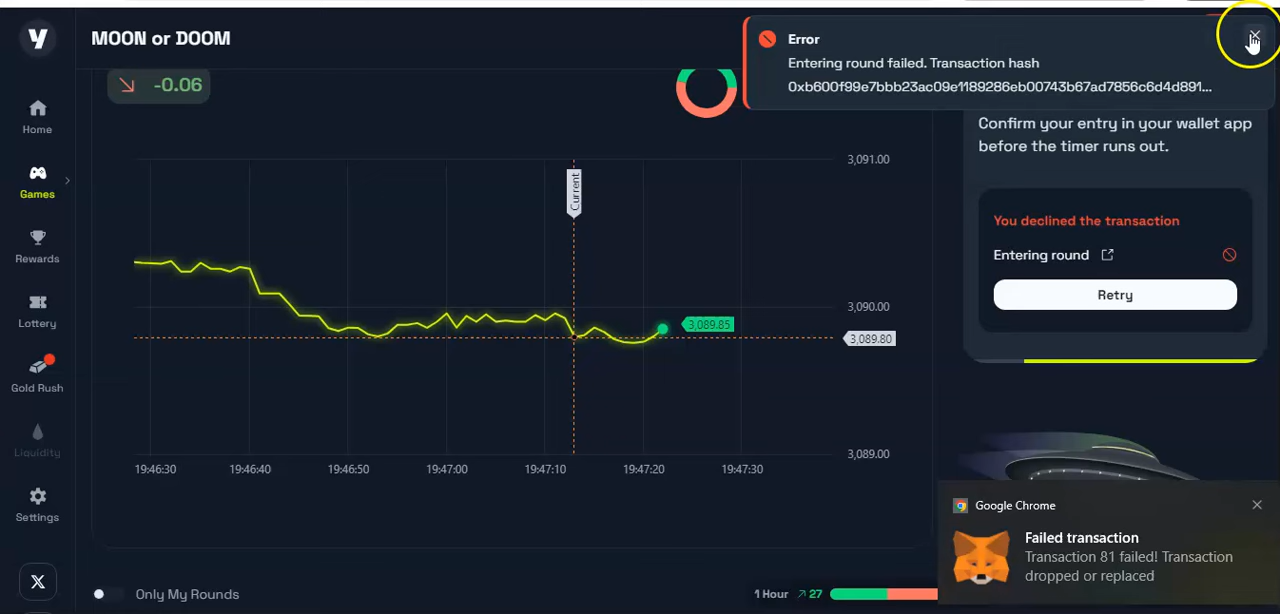 MOON or DOOM
-0.06
Error
Entering round failed. Transaction hash
0xb600f99e7bbb23ac09e1189286eb00743b67ad7856c6d4d891...
Confirm your entry in your wallet app
before the timer runs out.
You declined the transaction
Entering round
Retry
Home
Games
Rewards
Lottery
Gold Rush
Liquidity
Settings
Current
3,091.00
3,090.00
3,089.85
3,089.80
3,089.00
19:46:30
19:46:40
19:46:50
19:47:00
19:47:10
19:47:20
19:47:30
Google Chrome
Failed transaction
Transaction 81 failed! Transaction
dropped or replaced
Only My Rounds
1 Hour
27